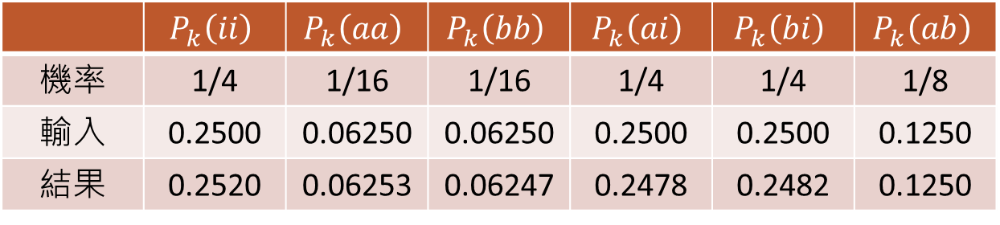 P_k(ii) P_k(aa) P_k(bb) P_k(ai) P_k(bi) P_k(ab)
機率 1/4 1/16 1/16 1/4 1/4 1/8
輸入 0.2500 0.06250 0.06250 0.2500 0.2500 0.1250
結果 0.2520 0.06253 0.06247 0.2478 0.2482 0.1250